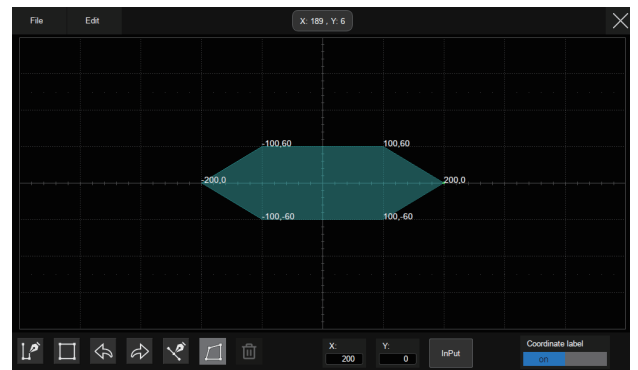 File Edit X: 189 , Y: 6
-100,60 100,60
-200,0 200,0
-100,-60 100,-60
X: Y: Coordinate label
200 0 InPut on